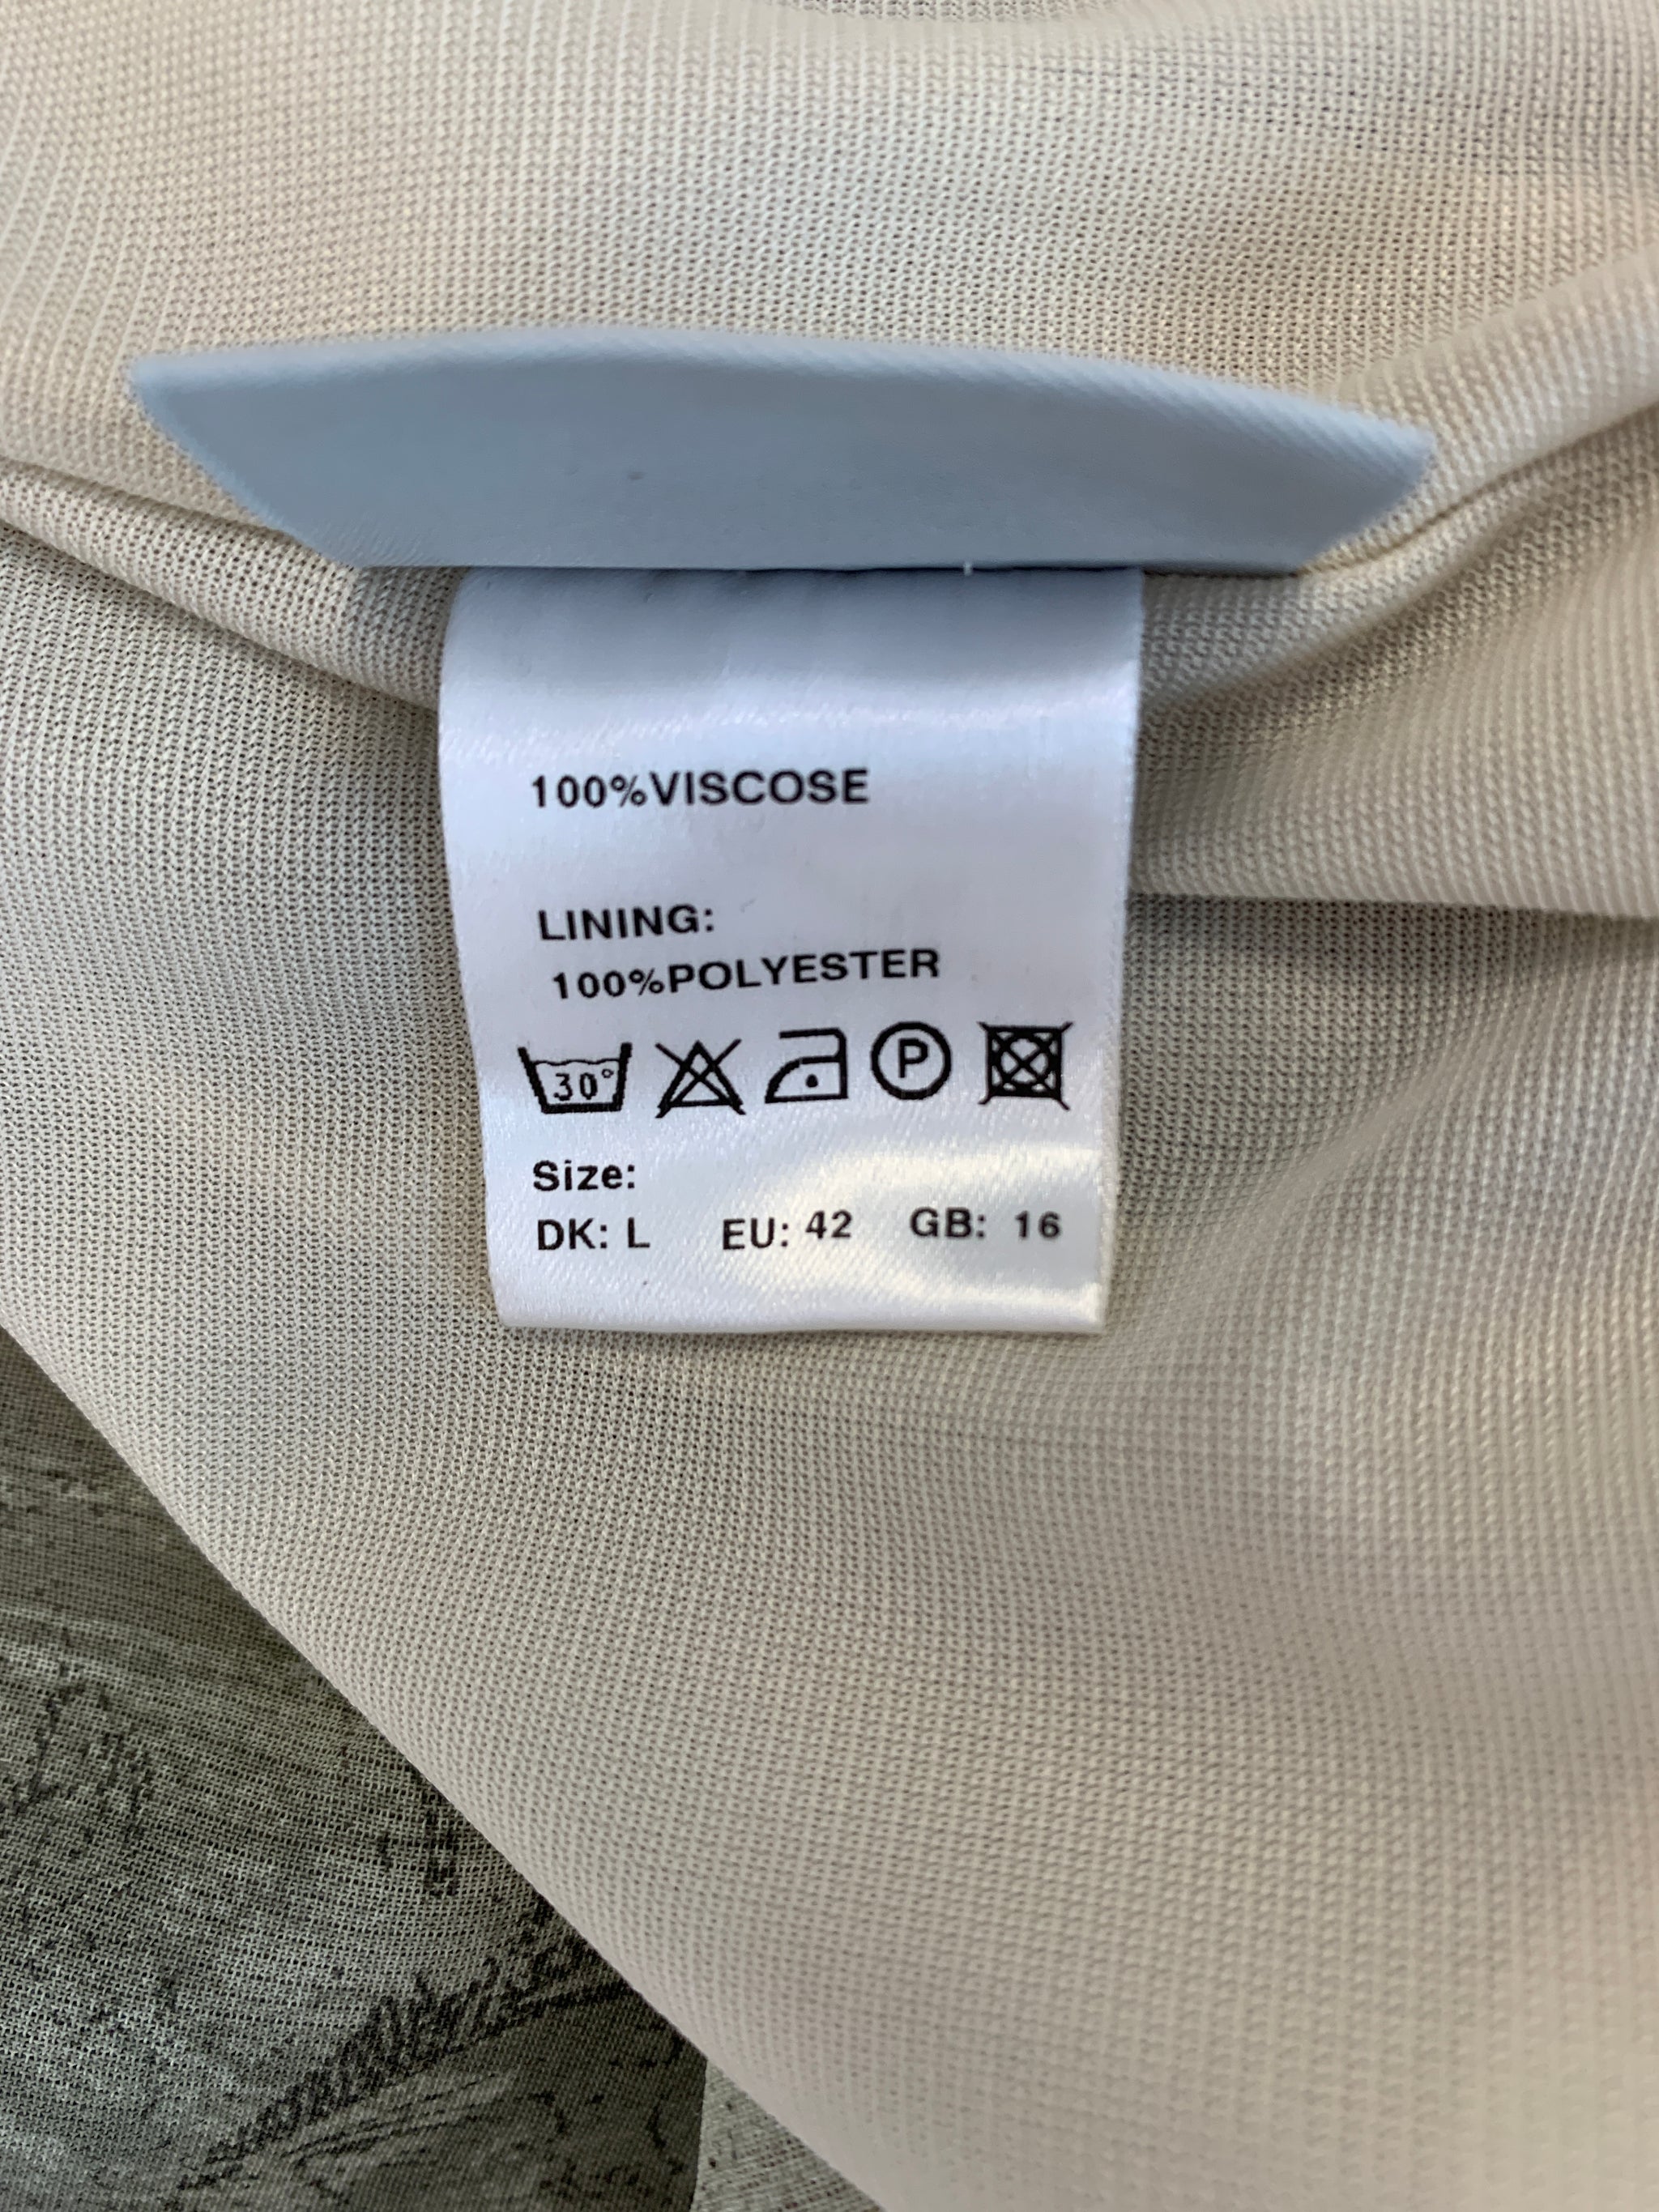 100%VISCOSE
LINING:
100%POLYESTER
30° P
Size:
DK: L EU: 42 GB: 16